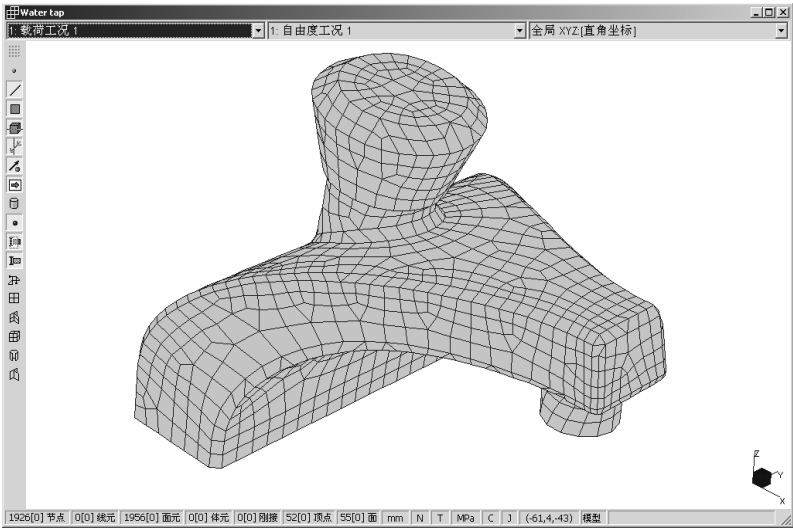 Water tap
1: 载荷工况 1 1: 自由度工况 1 全局 XYZ:[直角坐标]
Z
Y
X
1926[0] 节点 0[0] 线元 1956[0] 面元 0[0] 体元 0[0] 刚接 52[0] 顶点 55[0] 面 mm N T MPa C J (-61,4,-43) 模型